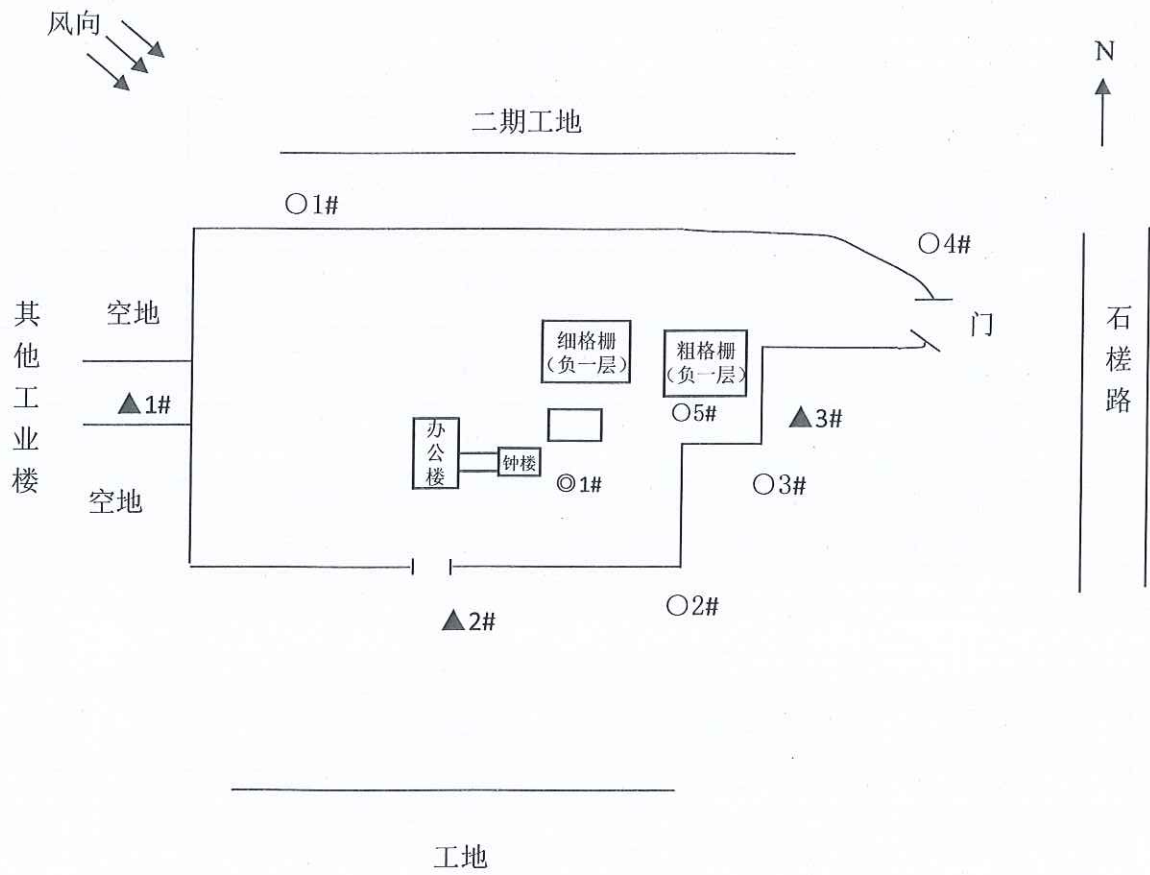 风向
N
二期工地
○1#
○4#
其他工业楼
空地
细格栅
（负一层）
粗格栅
（负一层）
门
石槎路
▲1#
○5#
▲3#
办公楼
钟楼
空地
◎1#
○3#
▲2#
○2#
工地